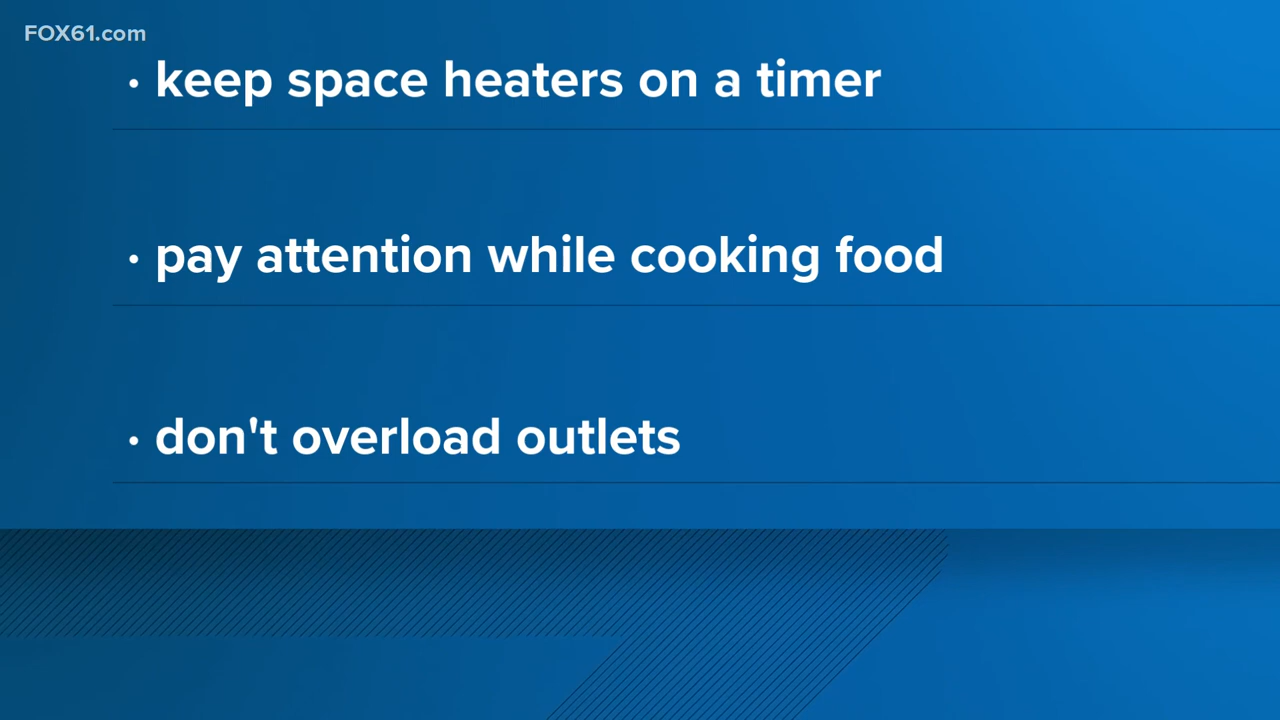 FOX61.com
• keep space heaters on a timer
• pay attention while cooking food
• don't overload outlets